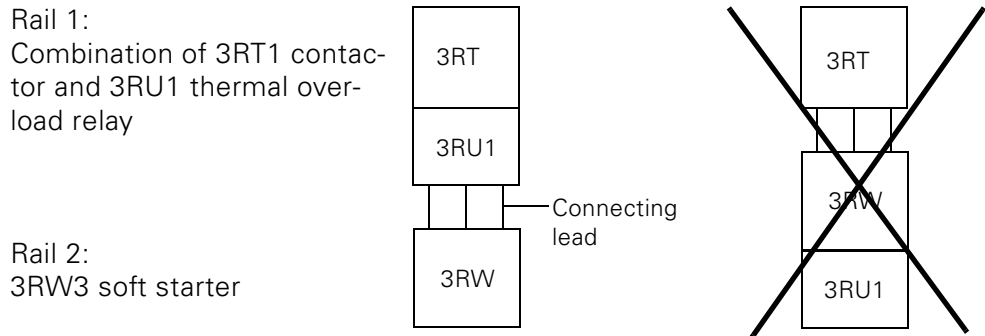 Rail 1:
Combination of 3RT1 contac-
tor and 3RU1 thermal over-
load relay
Rail 2:
3RW3 soft starter
3RT
3RU1
Connecting
lead
3RW
3RT
3RW
3RU1